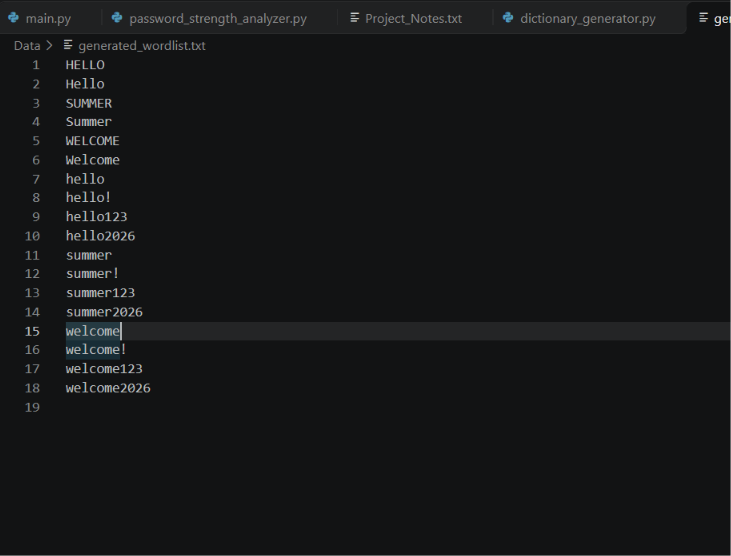 main.py password_strength_analyzer.py Project_Notes.txt dictionary_generator.py
Data > generated_wordlist.txt
1 HELLO
2 Hello
3 SUMMER
4 Summer
5 WELCOME
6 Welcome
7 hello
8 hello!
9 hello123
10 hello2026
11 summer
12 summer!
13 summer123
14 summer2026
15 welcome
16 welcome!
17 welcome123
18 welcome2026
19